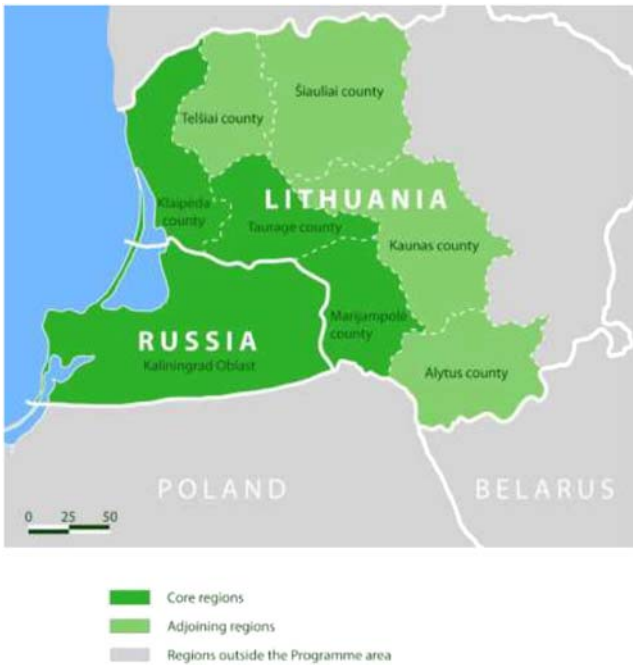 Šiauliai county
Telšiai county
LITHUANIA
Klaipėda
county
Taurage county
Kaunas county
Marijampolė
county
RUSSIA
Kaliningrad Oblast
Alytus county
POLAND
BELARUS
0 25 50
Core regions
Adjoining regions
Regions outside the Programme area